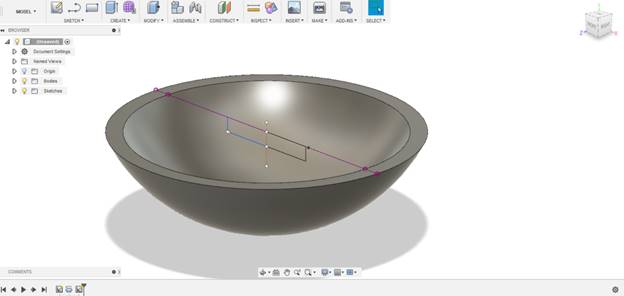 MODEL
SKETCH
CREATE
MODIFY
ASSEMBLE
CONSTRUCT
INSPECT
INSERT
MAKE
ADD-INS
SELECT
BROWSER
(Unsaved)
Document Settings
Named Views
Origin
Bodies
Sketches
COMMENTS
Z